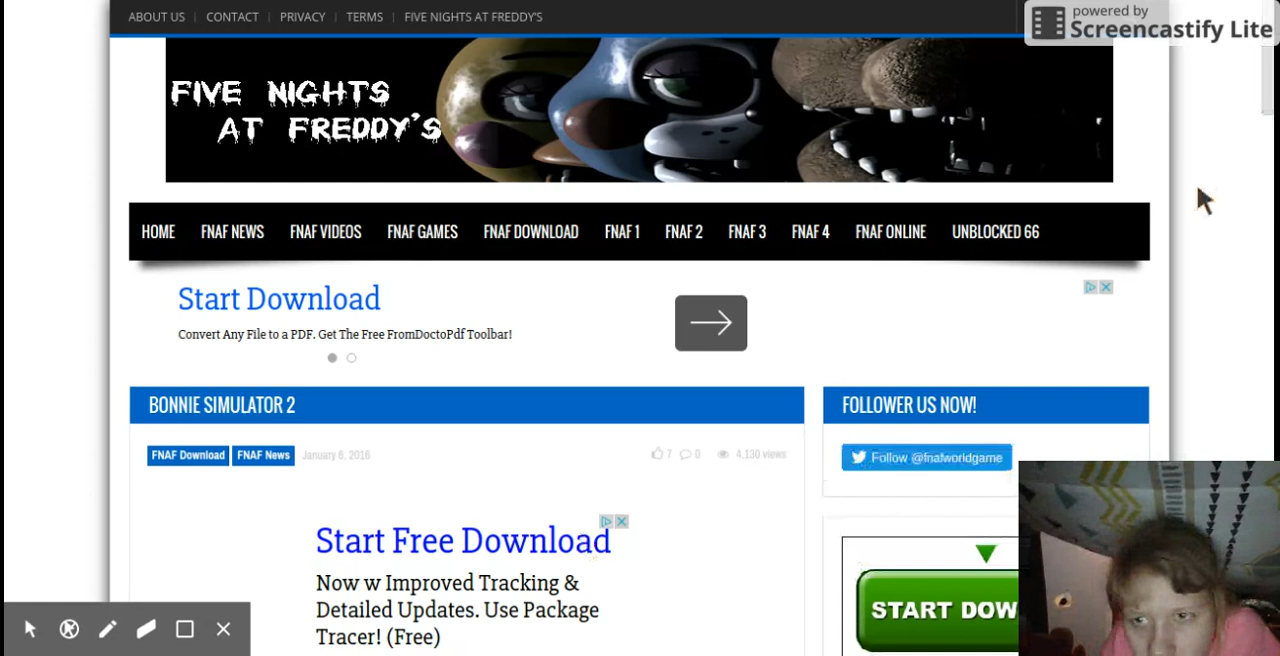 ABOUT US | CONTACT | PRIVACY | TERMS | FIVE NIGHTS AT FREDDY'S
powered by
Screencastify Lite
FIVE NIGHTS
AT FREDDY'S
HOME FNAF NEWS FNAF VIDEOS FNAF GAMES FNAF DOWNLOAD FNAF 1 FNAF 2 FNAF 3 FNAF 4 FNAF ONLINE UNBLOCKED 66
Start Download
Convert Any File to a PDF. Get The Free FromDoctoPdf Toolbar!
BONNIE SIMULATOR 2
FNAF Download FNAF News January 6, 2016 7 0 4,130 views
Start Free Download
Now w Improved Tracking &
Detailed Updates. Use Package
Tracer! (Free)
FOLLOWER US NOW!
Follow @fnafworldgame
START DOW